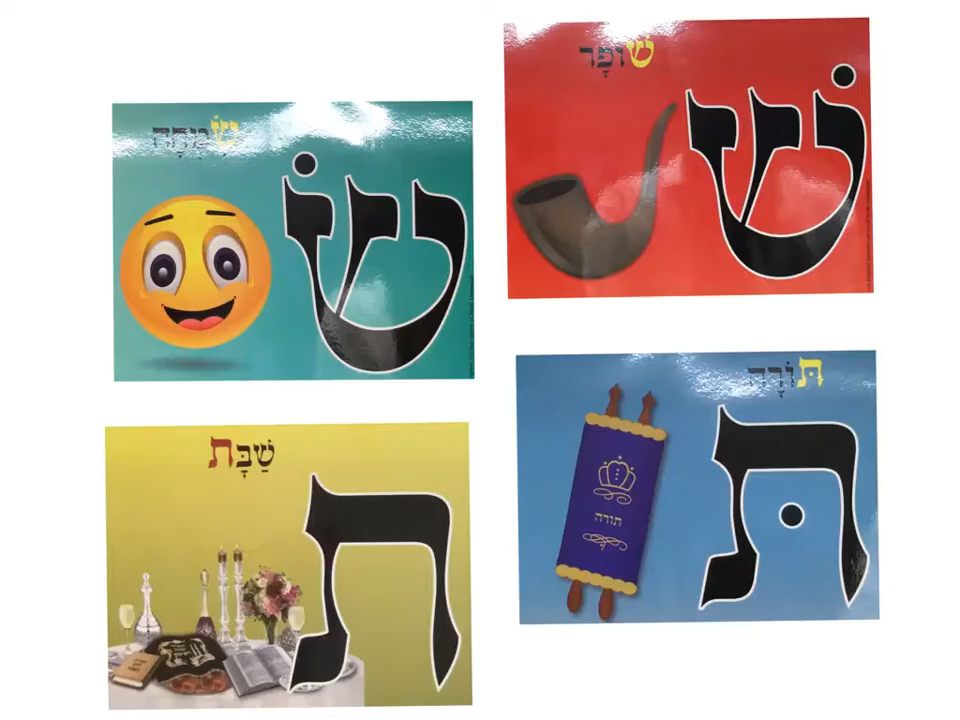 שׁוֹפָר
שׁ
שִׂמְחָה
שׂ
תּוֹרָה
תּ
תורה
שַׁבָּת
ת